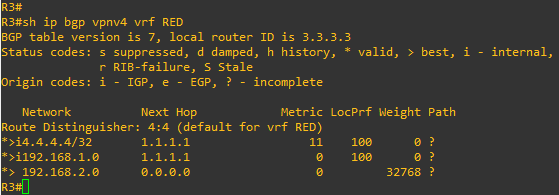 R3#
R3#sh ip bgp vpnv4 vrf RED
BGP table version is 7, local router ID is 3.3.3.3
Status codes: s suppressed, d damped, h history, * valid, > best, i - internal,
              r RIB-failure, S Stale
Origin codes: i - IGP, e - EGP, ? - incomplete

   Network          Next Hop            Metric LocPrf Weight Path
Route Distinguisher: 4:4 (default for vrf RED)
*>i4.4.4.4/32       1.1.1.1                 11    100      0 ?
*>i192.168.1.0      1.1.1.1                  0    100      0 ?
*> 192.168.2.0      0.0.0.0                  0         32768 ?
R3#